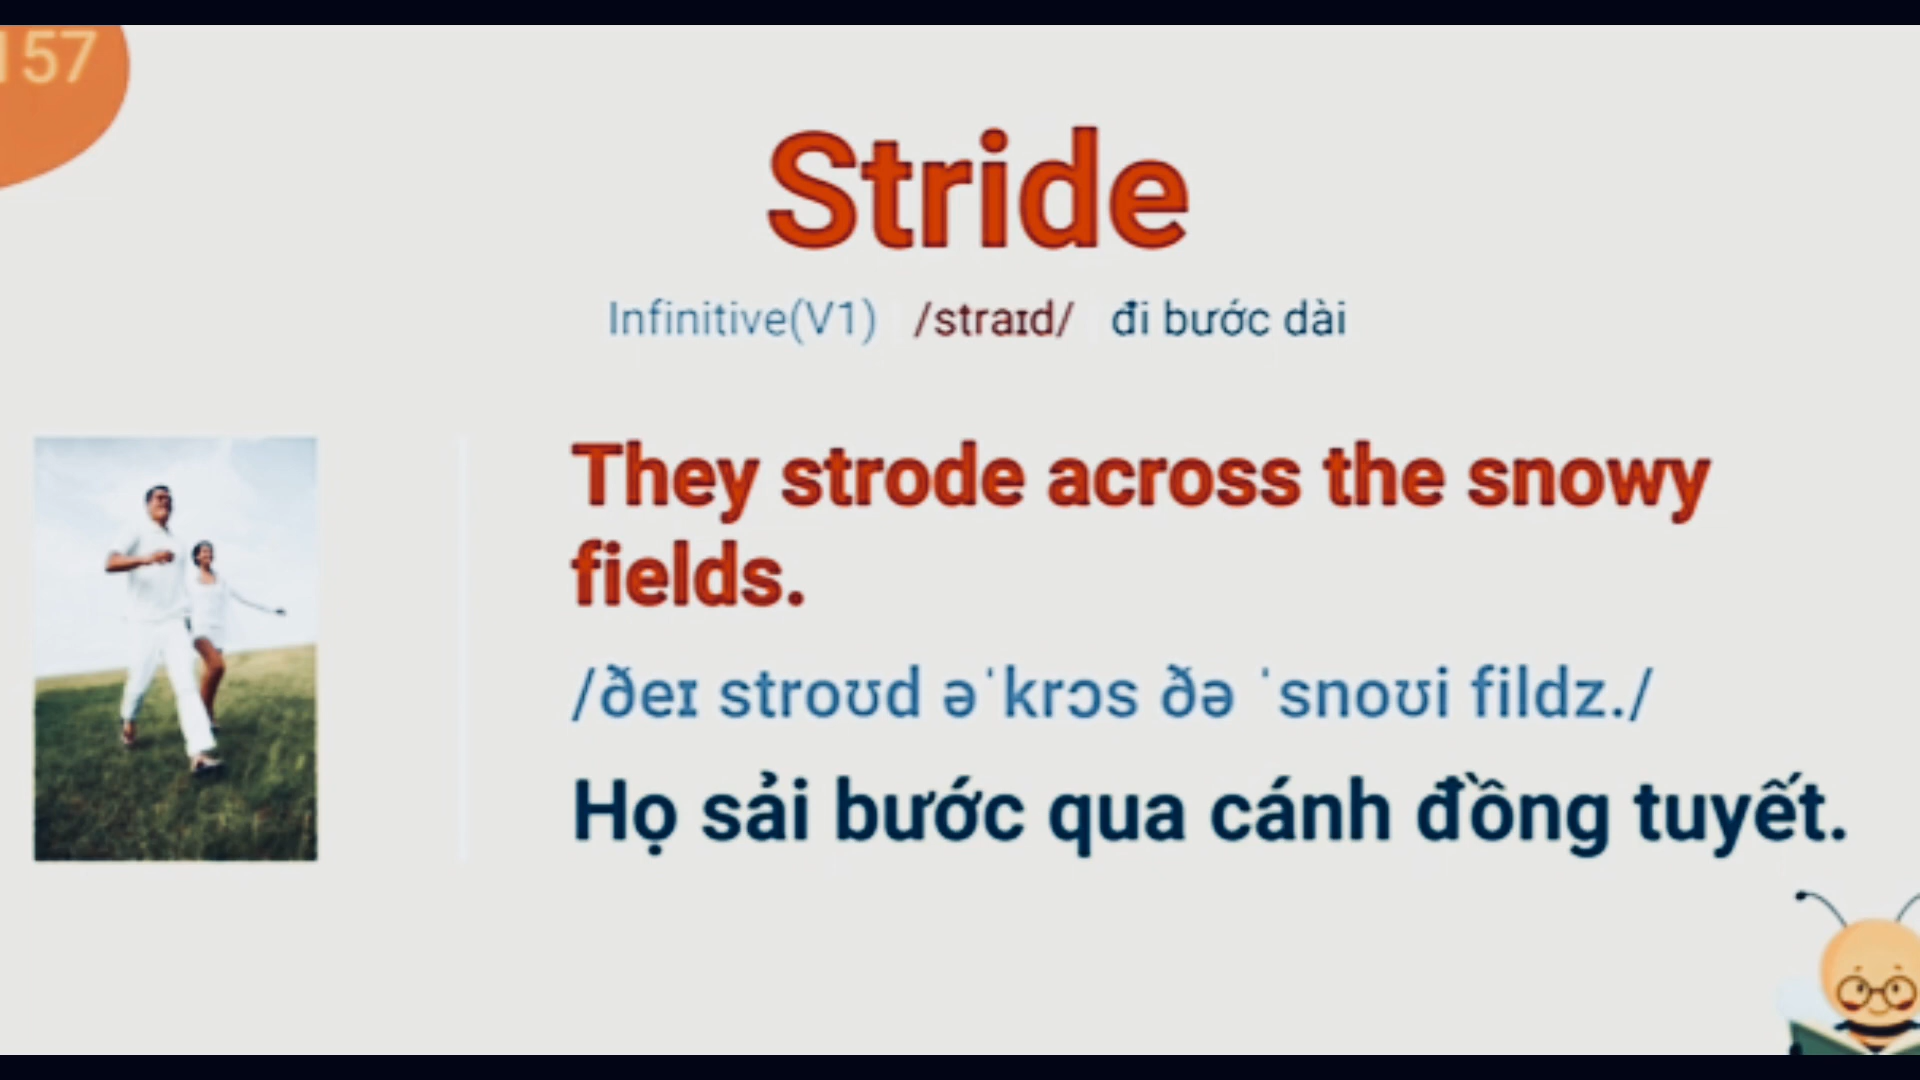 157
Stride
Infinitive(V1) /straɪd/ đi bước dài
They strode across the snowy
fields.
/ðeɪ stroʊd əˈkrɔs ðə ˈsnoʊi fildz./
Họ sải bước qua cánh đồng tuyết.